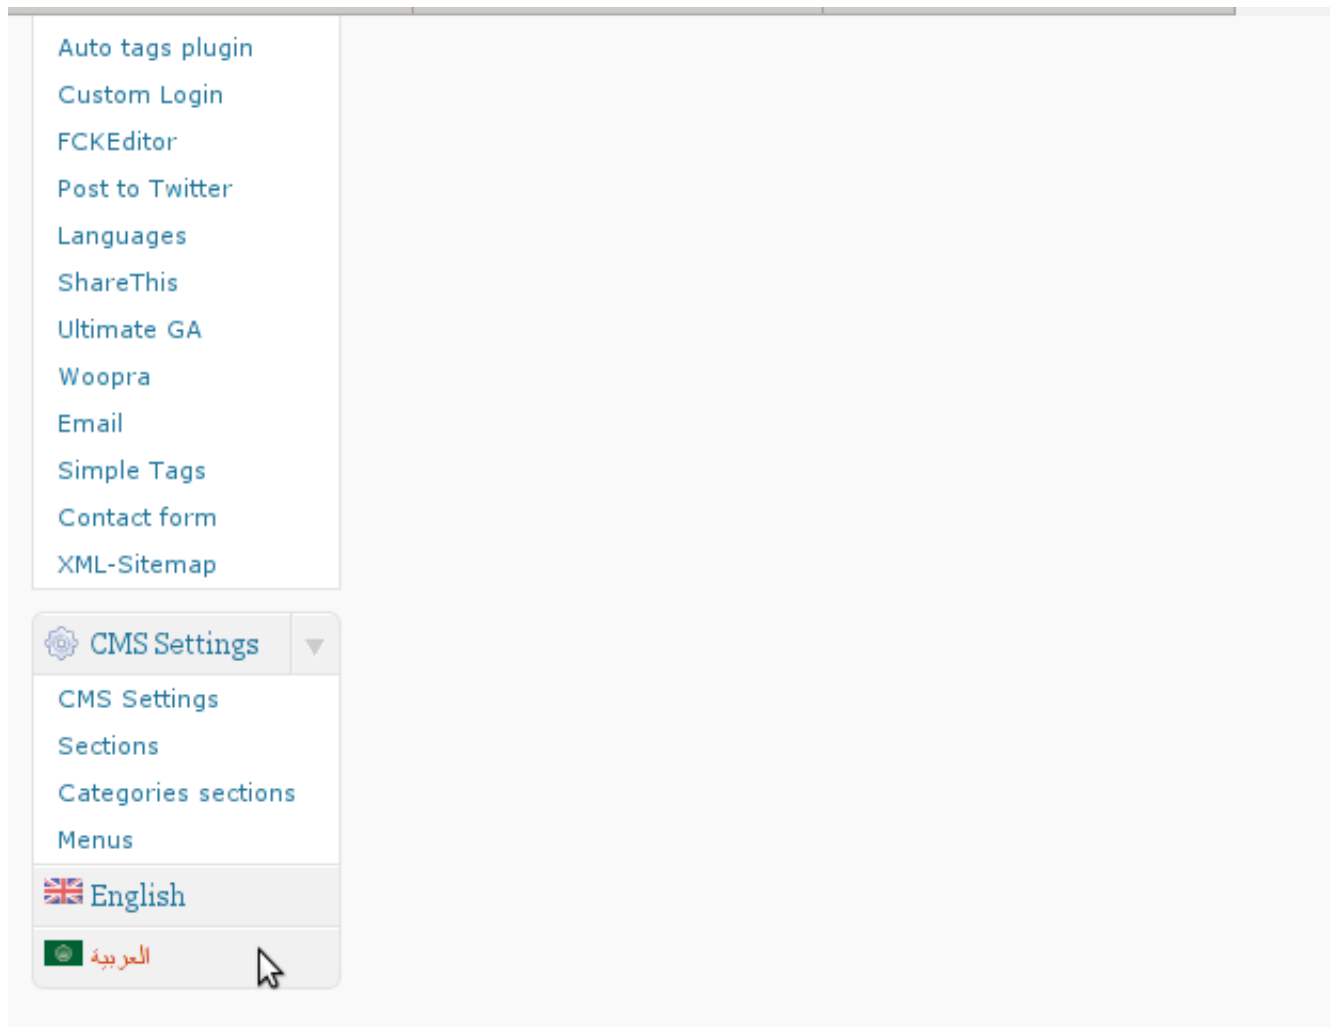 Auto tags plugin
Custom Login
FCKEditor
Post to Twitter
Languages
ShareThis
Ultimate GA
Woopra
Email
Simple Tags
Contact form
XML-Sitemap
CMS Settings
CMS Settings
Sections
Categories sections
Menus
English
العربية